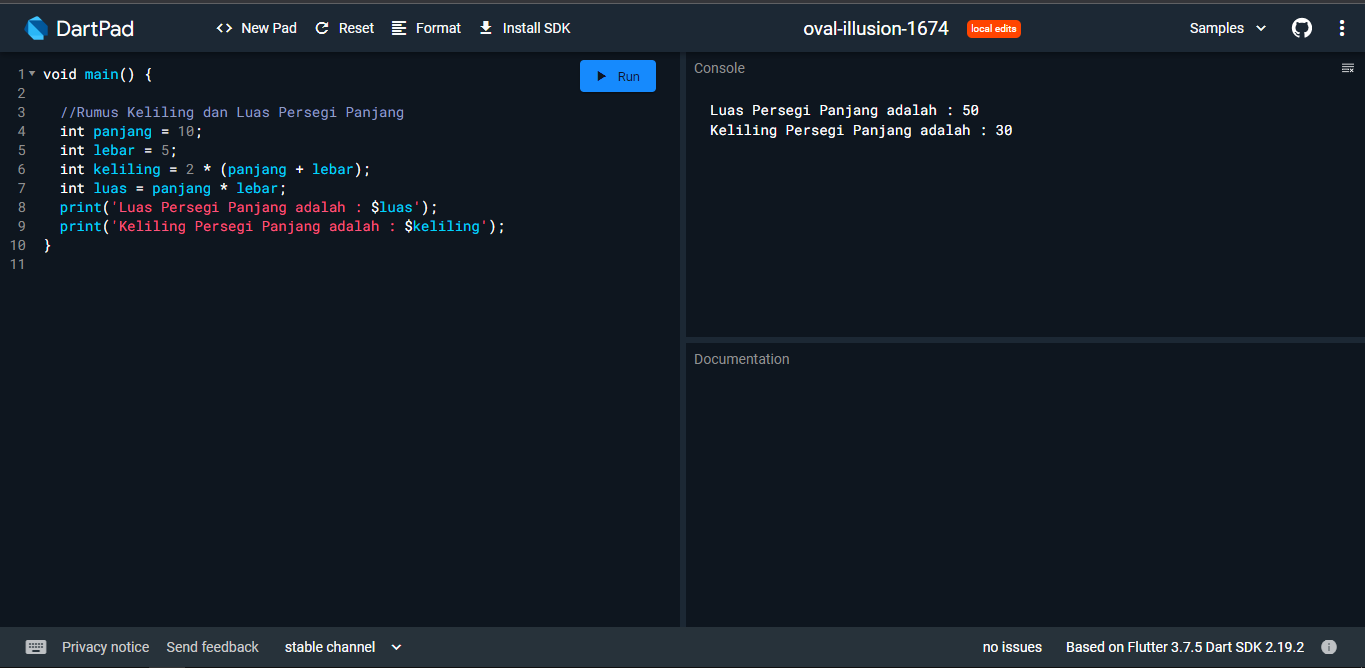 DartPad <> New Pad Reset Format Install SDK oval-illusion-1674 local edits Samples
1 void main() {
Run
2
3 //Rumus Keliling dan Luas Persegi Panjang
4 int panjang = 10;
5 int lebar = 5;
6 int keliling = 2 * (panjang + lebar);
7 int luas = panjang * lebar;
8 print('Luas Persegi Panjang adalah : $luas');
9 print('Keliling Persegi Panjang adalah : $keliling');
10 }
11
Console
Luas Persegi Panjang adalah : 50
Keliling Persegi Panjang adalah : 30
Documentation
Privacy notice Send feedback stable channel no issues Based on Flutter 3.7.5 Dart SDK 2.19.2